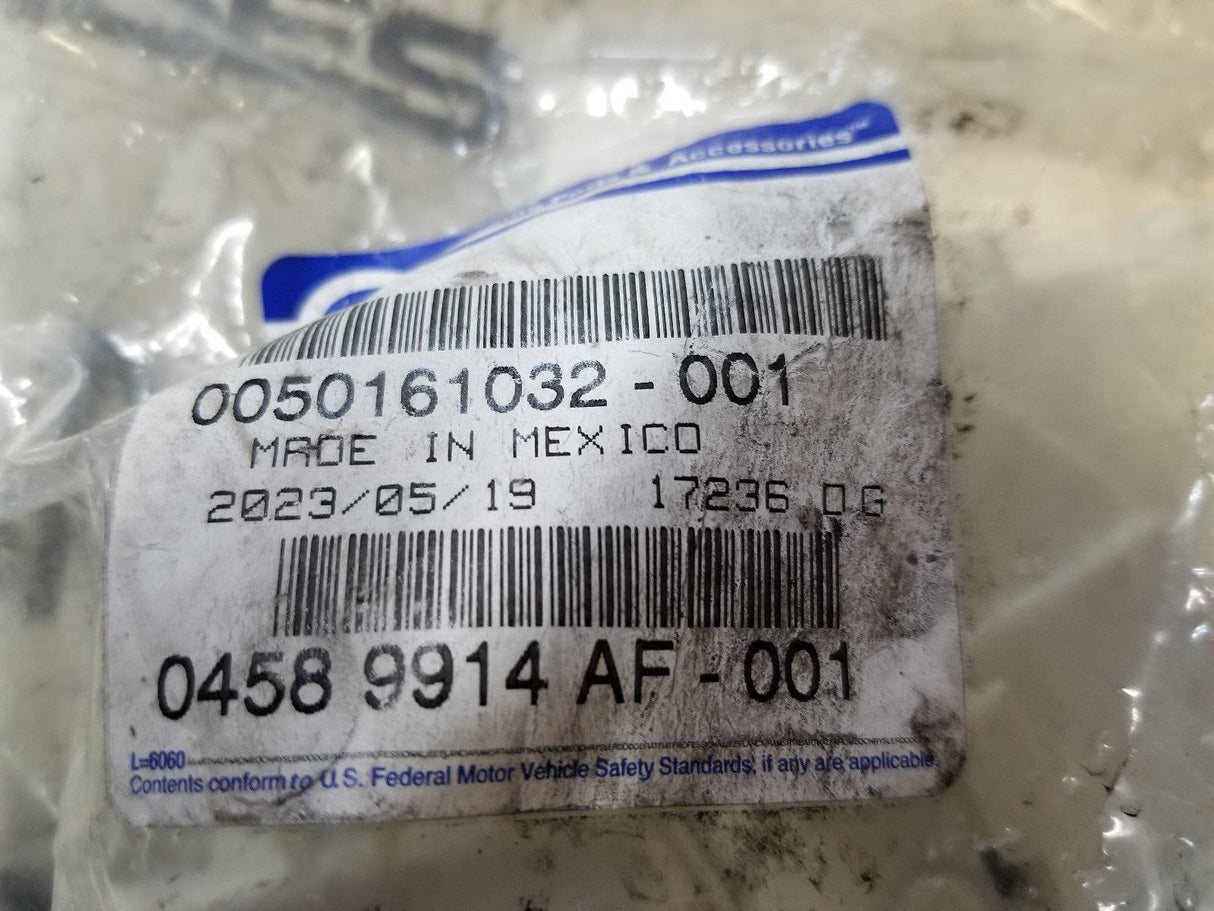 Parts & Accessories
0050161032-001
MADE IN MEXICO
2023/05/19 17236 DG
0458 9914 AF-001
L=6060
Contents conform to U.S. Federal Motor Vehicle Safety Standards, if any are applicable.